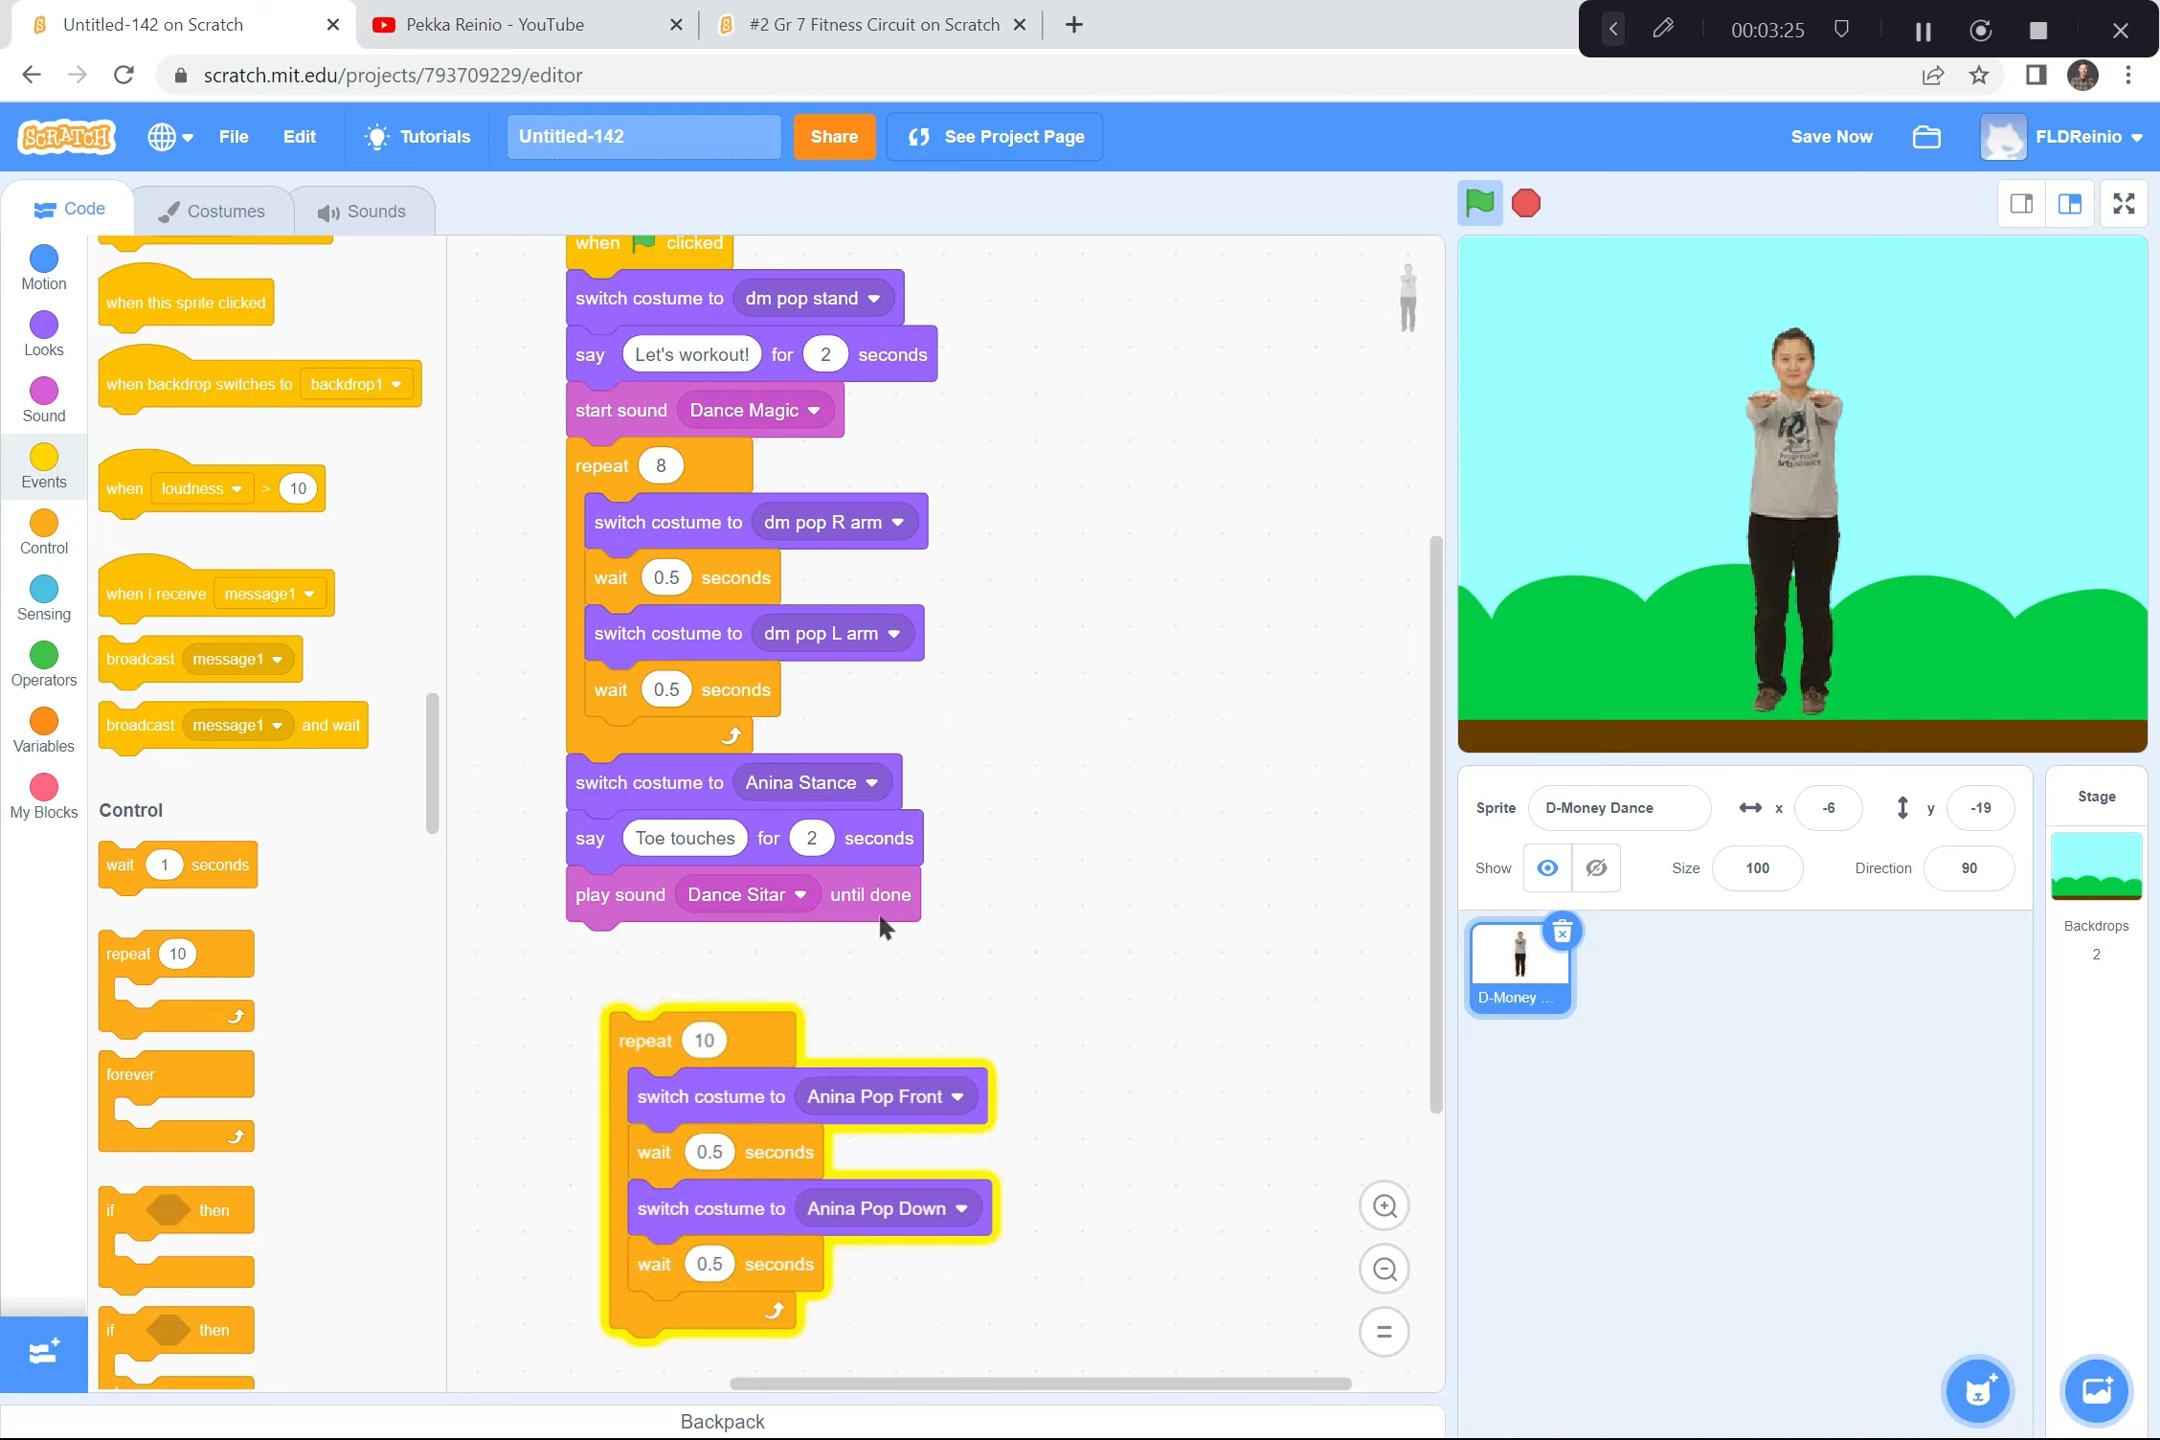 Untitled-142 on Scratch
Pekka Reinio - YouTube
#2 Gr 7 Fitness Circuit on Scratch
00:03:25
scratch.mit.edu/projects/793709229/editor
SCRATCH
File
Edit
Tutorials
Untitled-142
Share
See Project Page
Save Now
FLDReinio
Code
Costumes
Sounds
Motion
Looks
Sound
Events
Control
Sensing
Operators
Variables
My Blocks
when this sprite clicked
when backdrop switches to backdrop1
when loudness > 10
when I receive message1
broadcast message1
broadcast message1 and wait
Control
wait 1 seconds
repeat 10
forever
if then
if then
when clicked
switch costume to dm pop stand
say Let's workout! for 2 seconds
start sound Dance Magic
repeat 8
switch costume to dm pop R arm
wait 0.5 seconds
switch costume to dm pop L arm
wait 0.5 seconds
switch costume to Anina Stance
say Toe touches for 2 seconds
play sound Dance Sitar until done
repeat 10
switch costume to Anina Pop Front
wait 0.5 seconds
switch costume to Anina Pop Down
wait 0.5 seconds
Backpack
Sprite D-Money Dance x -6 y -19
Show Size 100 Direction 90
D-Money ...
Stage
Backdrops
2